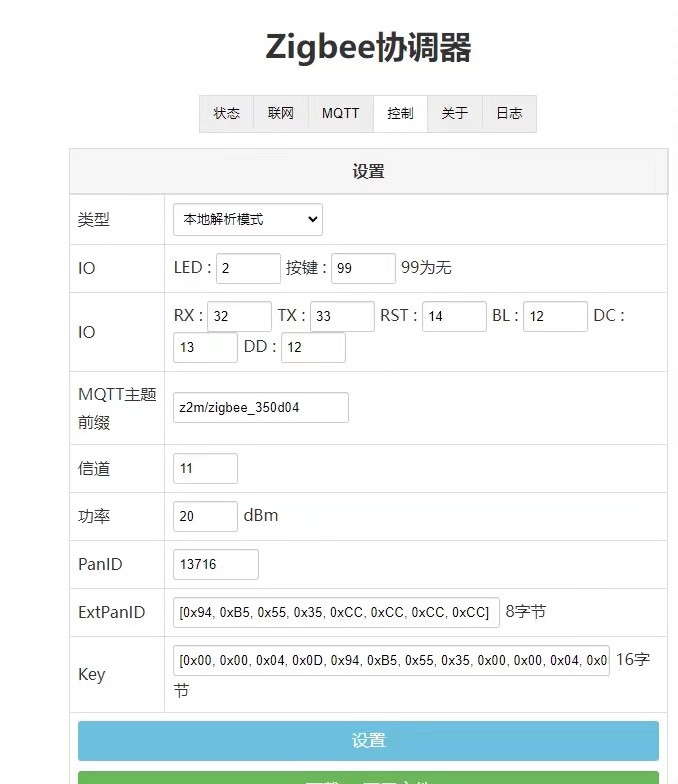 Zigbee协调器
状态 联网 MQTT 控制 关于 日志
设置
类型 本地解析模式
IO LED : 2 按键 : 99 99为无
IO RX : 32 TX : 33 RST : 14 BL : 12 DC :
13 DD : 12
MQTT主题
前缀 z2m/zigbee_350d04
信道 11
功率 20 dBm
PanID 13716
ExtPanID [0x94, 0xB5, 0x55, 0x35, 0xCC, 0xCC, 0xCC, 0xCC] 8字节
Key [0x00, 0x00, 0x04, 0x0D, 0x94, 0xB5, 0x55, 0x35, 0x00, 0x00, 0x04, 0x0 16字
节
设置